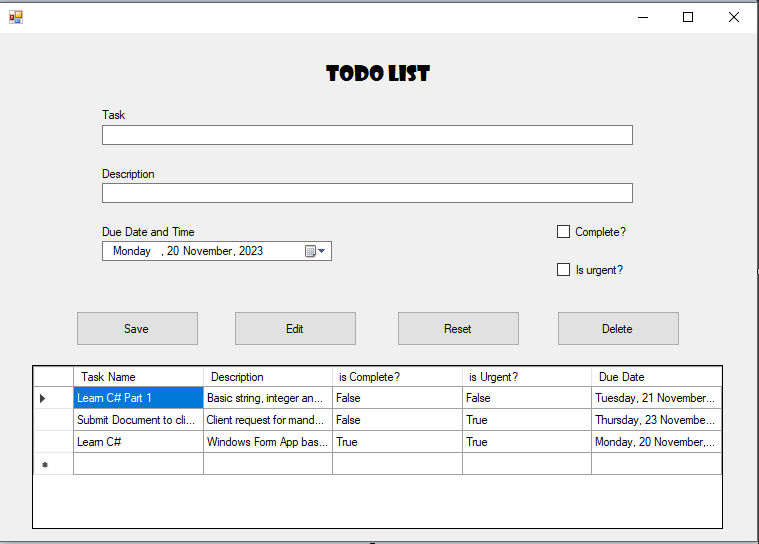 TODO LIST
Task
Description
Due Date and Time
Monday , 20 November, 2023
Complete?
Is urgent?
Save Edit Reset Delete
Task Name Description is Complete? is Urgent? Due Date
Learn C# Part 1 Basic string, integer an... False False Tuesday, 21 November...
Submit Document to cli... Client request for mand... False True Thursday, 23 Novembe...
Learn C# Windows Form App bas... True True Monday, 20 November,...